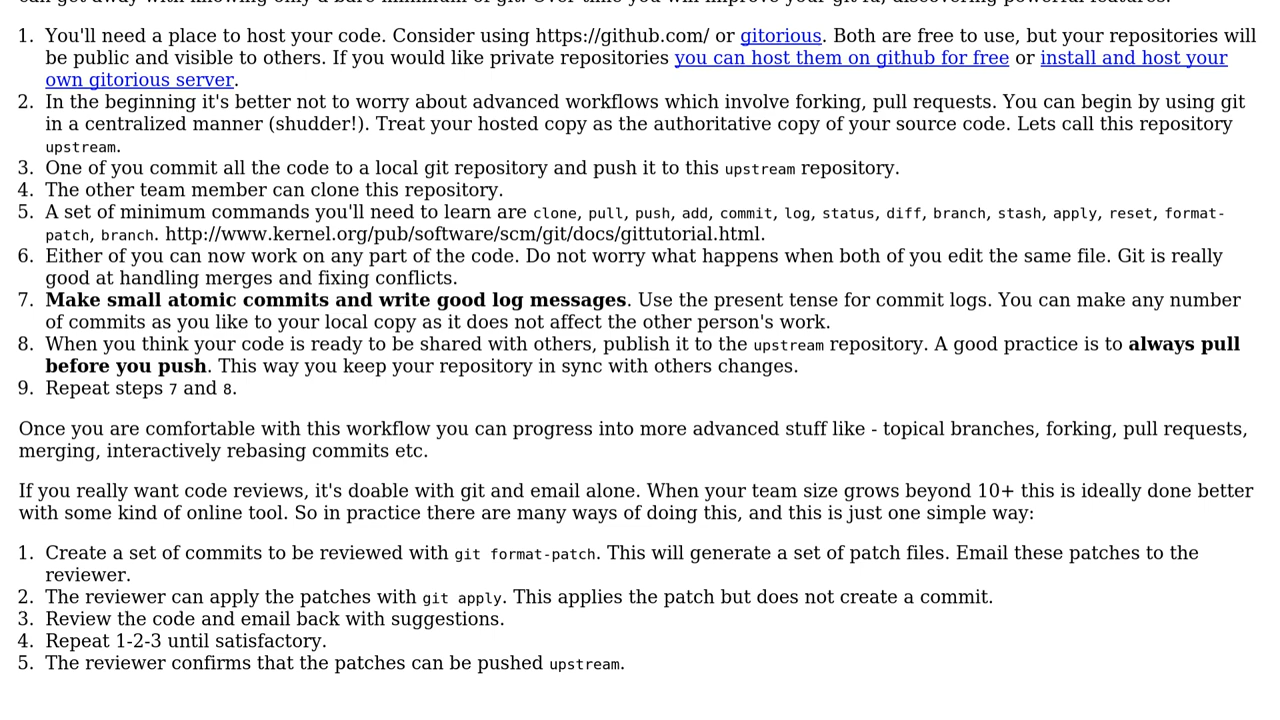 can get away with knowing only a bare minimum of git. Over time you will improve your git fu, discovering powerful features.
1. You'll need a place to host your code. Consider using https://github.com/ or gitorious. Both are free to use, but your repositories will
be public and visible to others. If you would like private repositories you can host them on github for free or install and host your
own gitorious server.
2. In the beginning it's better not to worry about advanced workflows which involve forking, pull requests. You can begin by using git
in a centralized manner (shudder!). Treat your hosted copy as the authoritative copy of your source code. Lets call this repository
upstream.
3. One of you commit all the code to a local git repository and push it to this upstream repository.
4. The other team member can clone this repository.
5. A set of minimum commands you'll need to learn are clone, pull, push, add, commit, log, status, diff, branch, stash, apply, reset, format-
patch, branch. http://www.kernel.org/pub/software/scm/git/docs/gittutorial.html.
6. Either of you can now work on any part of the code. Do not worry what happens when both of you edit the same file. Git is really
good at handling merges and fixing conflicts.
7. Make small atomic commits and write good log messages. Use the present tense for commit logs. You can make any number
of commits as you like to your local copy as it does not affect the other person's work.
8. When you think your code is ready to be shared with others, publish it to the upstream repository. A good practice is to always pull
before you push. This way you keep your repository in sync with others changes.
9. Repeat steps 7 and 8.
Once you are comfortable with this workflow you can progress into more advanced stuff like - topical branches, forking, pull requests,
merging, interactively rebasing commits etc.
If you really want code reviews, it's doable with git and email alone. When your team size grows beyond 10+ this is ideally done better
with some kind of online tool. So in practice there are many ways of doing this, and this is just one simple way:
1. Create a set of commits to be reviewed with git format-patch. This will generate a set of patch files. Email these patches to the
reviewer.
2. The reviewer can apply the patches with git apply. This applies the patch but does not create a commit.
3. Review the code and email back with suggestions.
4. Repeat 1-2-3 until satisfactory.
5. The reviewer confirms that the patches can be pushed upstream.